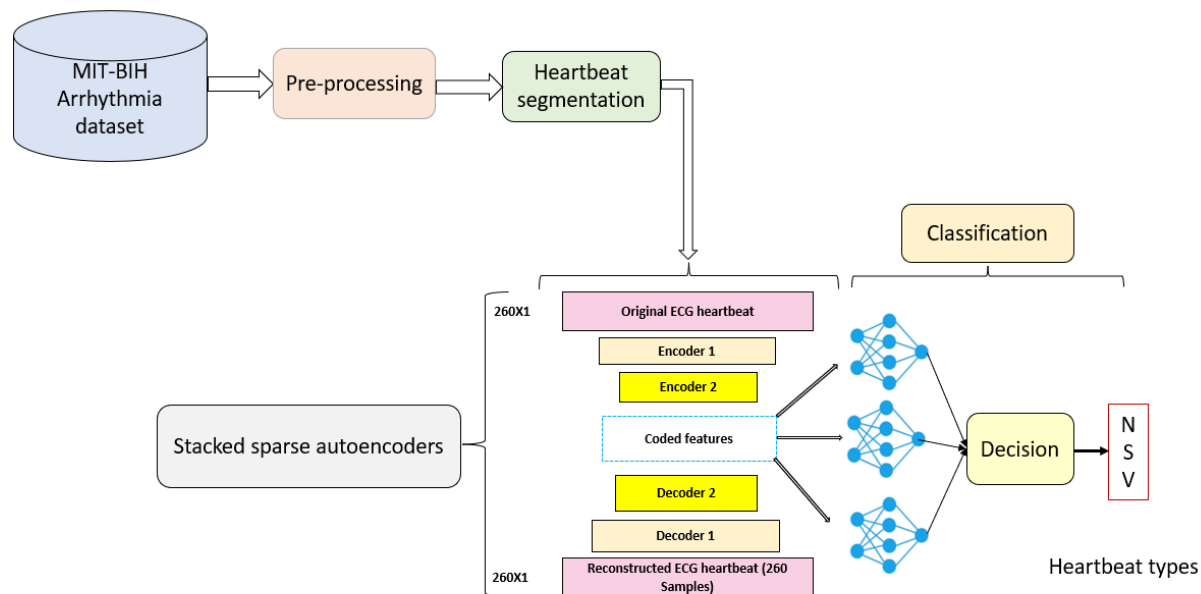 MIT-BIH
Arrhythmia
dataset
Pre-processing
Heartbeat
segmentation
Classification
260X1
Original ECG heartbeat
Encoder 1
Encoder 2
Stacked sparse autoencoders
Coded features
Decoder 2
Decoder 1
260X1
Reconstructed ECG heartbeat (260
Samples)
Decision
N
S
V
Heartbeat types